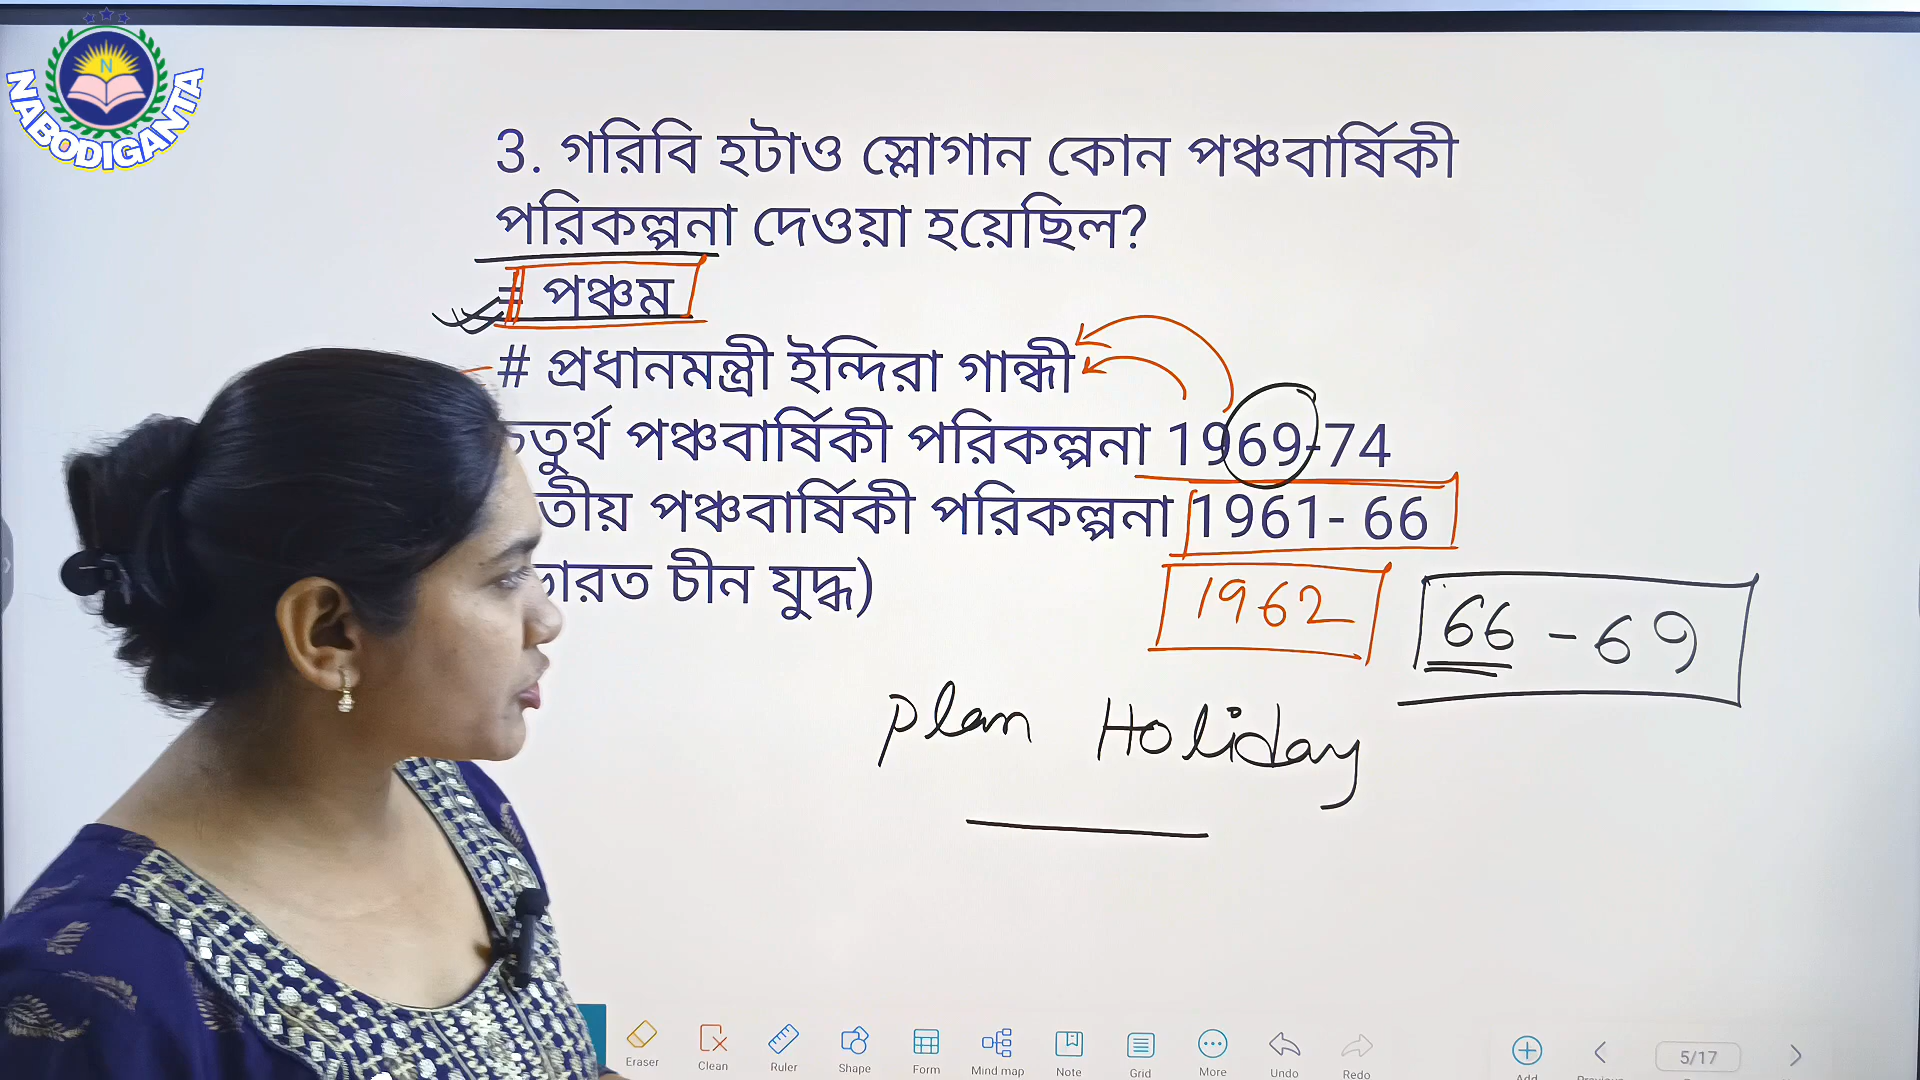 NABODIGANTA
N
3. গরিবি হটাও স্লোগান কোন পঞ্চবার্ষিকী
পরিকল্পনা দেওয়া হয়েছিল?
= পঞ্চম
# প্রধানমন্ত্রী ইন্দিরা গান্ধী
পঞ্চবার্ষিকী পরিকল্পনা 1969-74
পঞ্চবার্ষিকী পরিকল্পনা 1961- 66
চীন যুদ্ধ)
1962
66 - 69
Plan Holiday
Eraser Clean Ruler Shape Form Mind map Note Grid More Undo Redo 5/17